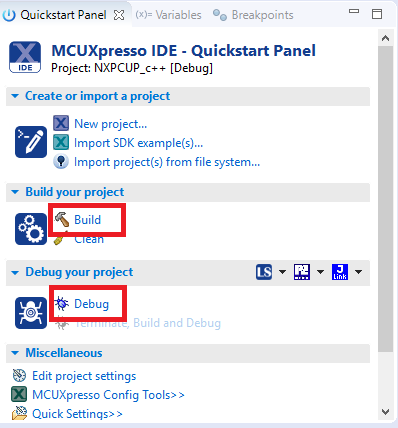 Quickstart Panel (x)= Variables Breakpoints
X IDE
MCUXpresso IDE - Quickstart Panel
Project: NXPCUP_c++ [Debug]
Create or import a project
New project...
Import SDK example(s)...
Import project(s) from file system...
Build your project
Build
Clean
Debug your project LS J LINK
Debug
Terminate, Build and Debug
Miscellaneous
Edit project settings
MCUXpresso Config Tools>>
Quick Settings>>